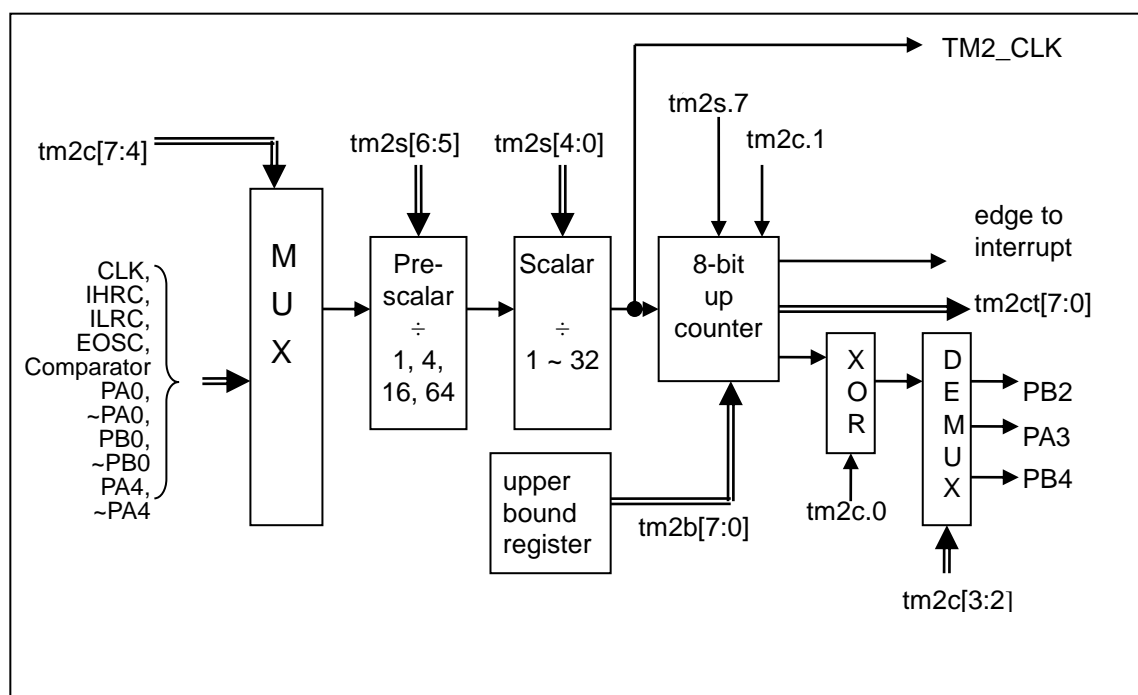 TM2_CLK
tm2s.7
tm2c.1
tm2c[7:4]
tm2s[6:5]
tm2s[4:0]
M
U
X
CLK,
IHRC,
ILRC,
EOSC,
Comparator
PA0,
~PA0,
PB0,
~PB0
PA4,
~PA4
Pre-
scalar
÷
1, 4,
16, 64
Scalar
÷
1 ~ 32
8-bit
up
counter
edge to
interrupt
tm2ct[7:0]
X
O
R
D
E
M
U
X
PB2
PA3
PB4
upper
bound
register
tm2b[7:0]
tm2c.0
tm2c[3:2]